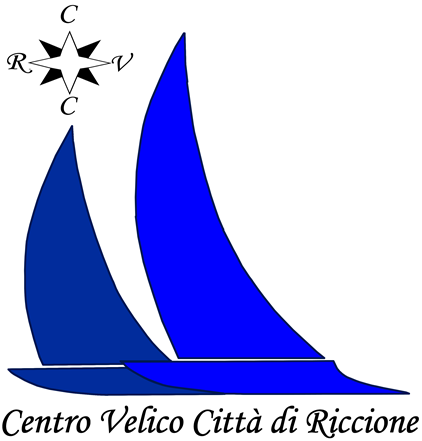 C
R V
C
Centro Velico Città di Riccione